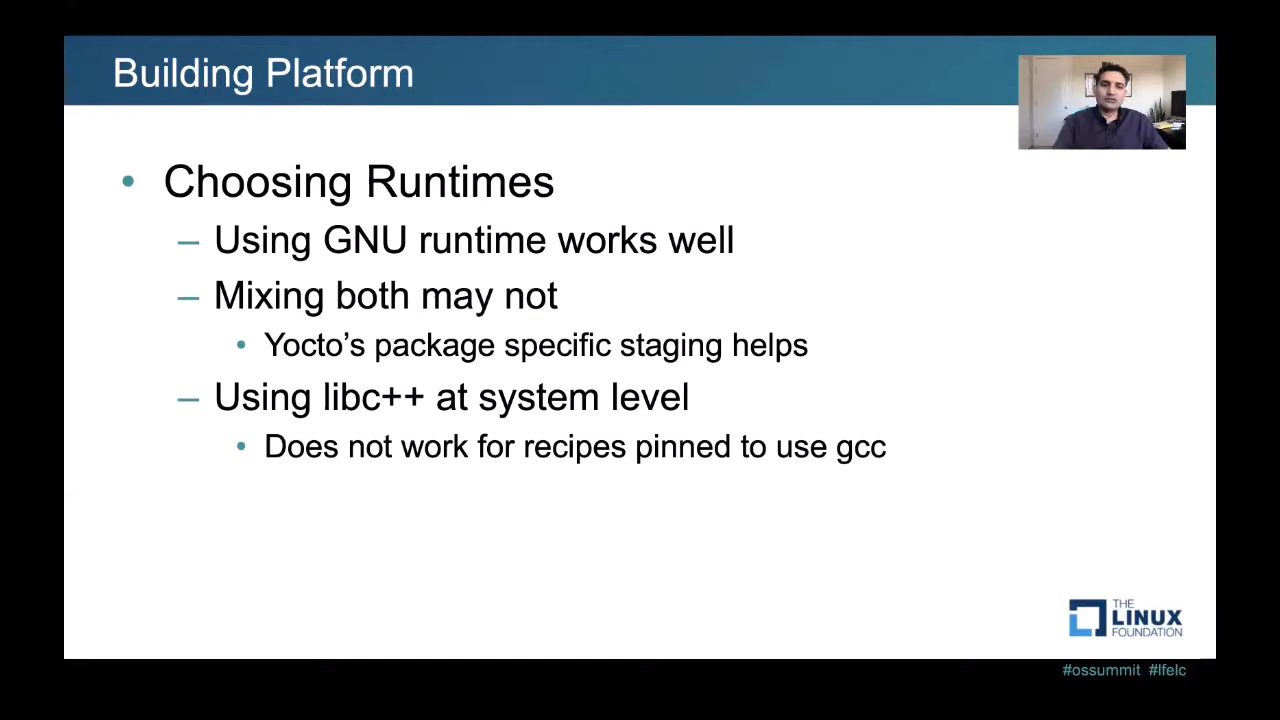 Building Platform
• Choosing Runtimes
– Using GNU runtime works well
– Mixing both may not
• Yocto’s package specific staging helps
– Using libc++ at system level
• Does not work for recipes pinned to use gcc
THE
LINUX
FOUNDATION
#ossummit #lfelc